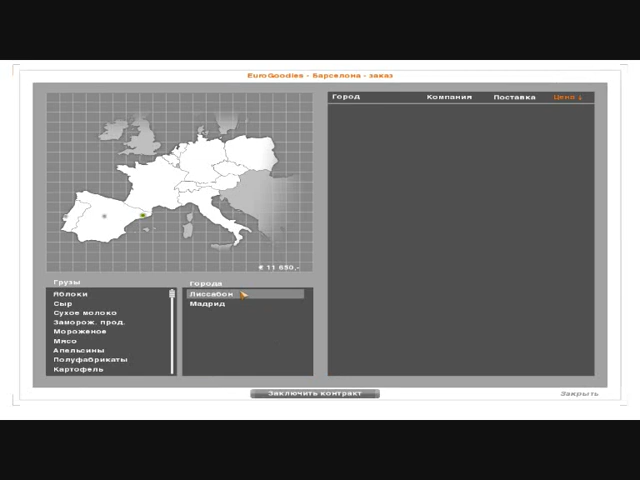 EuroGoodies - Барселона - заказ
Город Компания Поставка Цена ↓
€ 11 650,-
Грузы
Яблоки
Сыр
Сухое молоко
Заморож. прод.
Мороженое
Мясо
Апельсины
Полуфабрикаты
Картофель
Города
Лиссабон
Мадрид
Заключить контракт
Закрыть